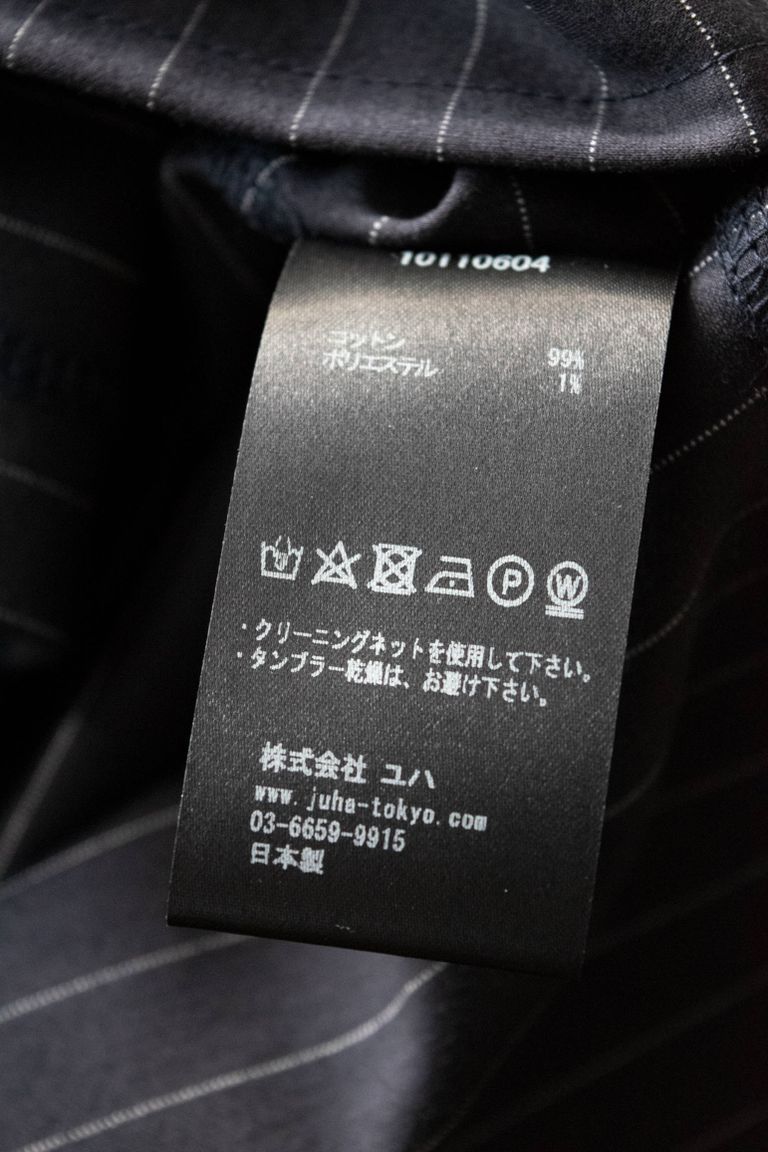 10110604
コットン 99%
ポリエステル 1%
P W
・クリーニングネットを使用して下さい。
・タンブラー乾燥は、お避け下さい。
株式会社 ユハ
www.juha-tokyo.com
03-6659-9915
日本製